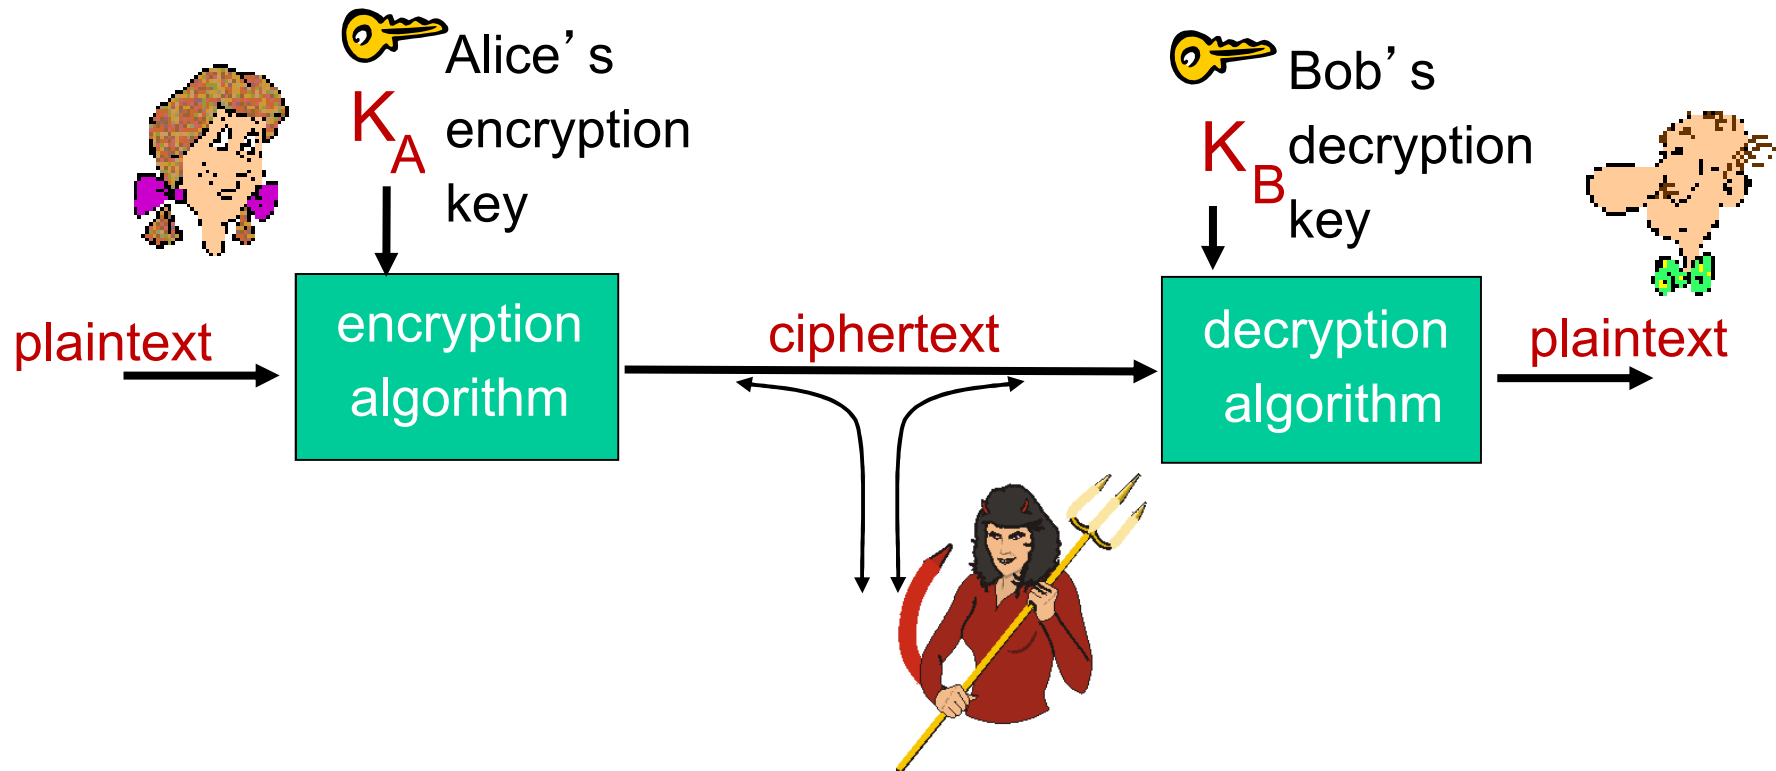 Alice’s
encryption
key
K
A
Bob’s
decryption
key
K
B
plaintext
encryption
algorithm
ciphertext
decryption
algorithm
plaintext